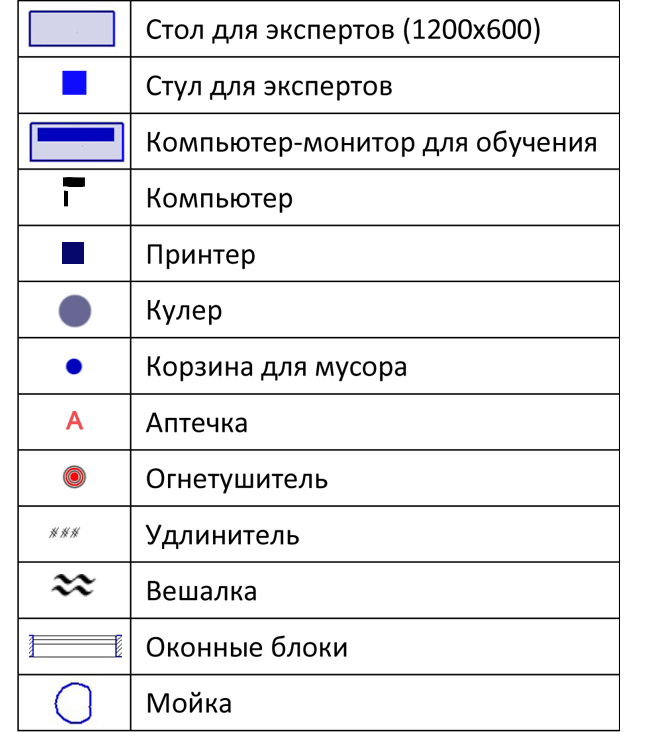 Стол для экспертов (1200х600)
Стул для экспертов
Компьютер-монитор для обучения
Компьютер
Принтер
Кулер
Корзина для мусора
А
Аптечка
Огнетушитель
Удлинитель
Вешалка
Оконные блоки
Мойка